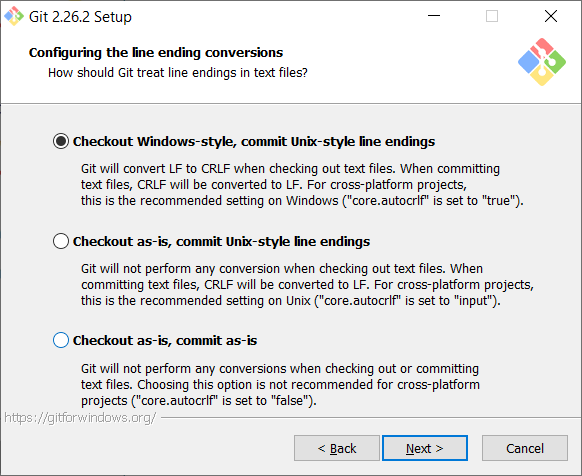 Git 2.26.2 Setup
Configuring the line ending conversions
How should Git treat line endings in text files?
Checkout Windows-style, commit Unix-style line endings
Git will convert LF to CRLF when checking out text files. When committing
text files, CRLF will be converted to LF. For cross-platform projects,
this is the recommended setting on Windows ("core.autocrlf" is set to "true").
Checkout as-is, commit Unix-style line endings
Git will not perform any conversion when checking out text files. When
committing text files, CRLF will be converted to LF. For cross-platform projects,
this is the recommended setting on Unix ("core.autocrlf" is set to "input").
Checkout as-is, commit as-is
Git will not perform any conversions when checking out or committing
text files. Choosing this option is not recommended for cross-platform
projects ("core.autocrlf" is set to "false").
https://gitforwindows.org/
< Back Next > Cancel